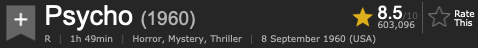 Psycho (1960)
8.5/10
603,096
Rate
This
R | 1h 49min | Horror, Mystery, Thriller | 8 September 1960 (USA)